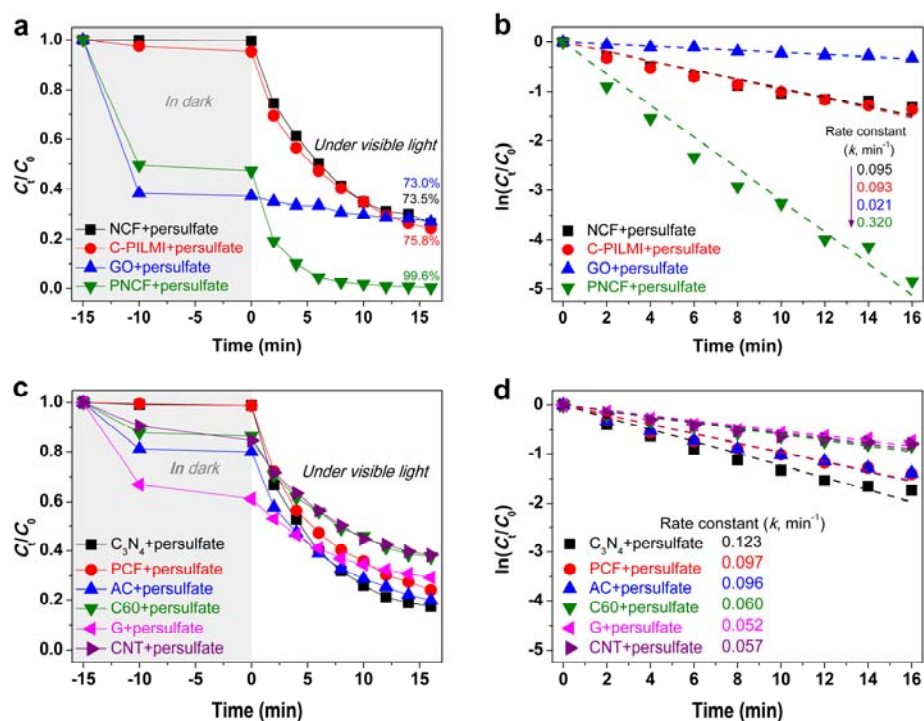 a
1.0
0.8
0.6
0.4
0.2
0.0
C_t/C_0
In dark
Under visible light
73.0%
73.5%
75.8%
99.6%
NCF+persulfate
C-PILMI+persulfate
GO+persulfate
PNCF+persulfate
-15 -10 -5 0 5 10 15
Time (min)
b
0
-1
-2
-3
-4
-5
ln(C_t/C_0)
Rate constant
(k, min⁻¹)
0.095
0.093
0.021
0.320
NCF+persulfate
C-PILMI+persulfate
GO+persulfate
PNCF+persulfate
0 2 4 6 8 10 12 14 16
Time (min)
c
1.0
0.8
0.6
0.4
0.2
0.0
C_t/C_0
In dark
Under visible light
C₃N₄+persulfate
PCF+persulfate
AC+persulfate
C60+persulfate
G+persulfate
CNT+persulfate
-15 -10 -5 0 5 10 15
Time (min)
d
0
-1
-2
-3
-4
-5
ln(C_t/C_0)
Rate constant (k, min⁻¹)
C₃N₄+persulfate 0.123
PCF+persulfate 0.097
AC+persulfate 0.096
C60+persulfate 0.060
G+persulfate 0.052
CNT+persulfate 0.057
0 2 4 6 8 10 12 14 16
Time (min)